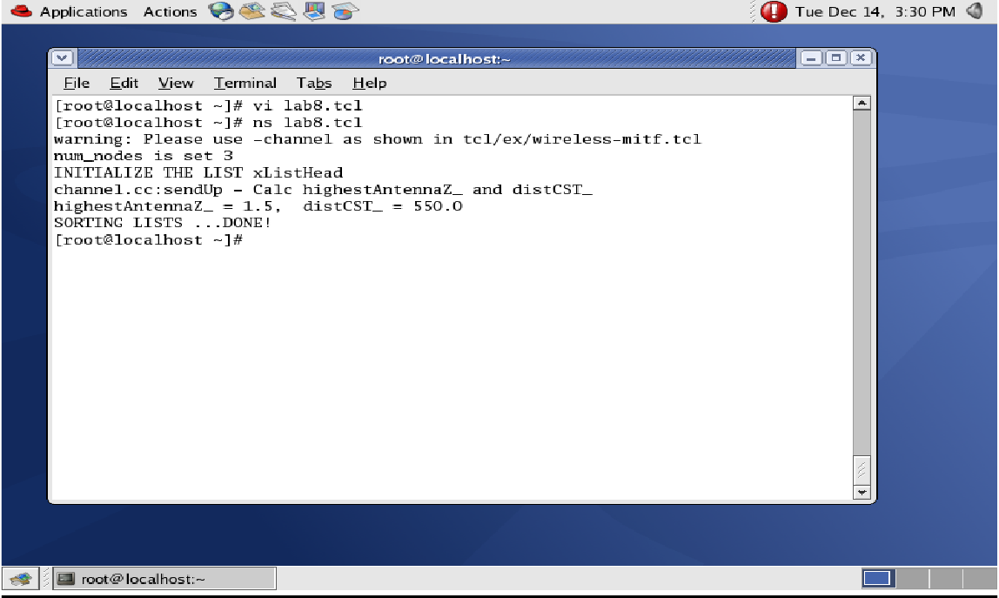 Applications Actions
Tue Dec 14, 3:30 PM
root@localhost:~
File Edit View Terminal Tabs Help
[root@localhost ~]# vi lab8.tcl
[root@localhost ~]# ns lab8.tcl
warning: Please use -channel as shown in tcl/ex/wireless-mitf.tcl
num_nodes is set 3
INITIALIZE THE LIST xListHead
channel.cc:sendUp - Calc highestAntennaZ_ and distCST_
highestAntennaZ_ = 1.5,  distCST_ = 550.0
SORTING LISTS ...DONE!
[root@localhost ~]#
root@localhost:~